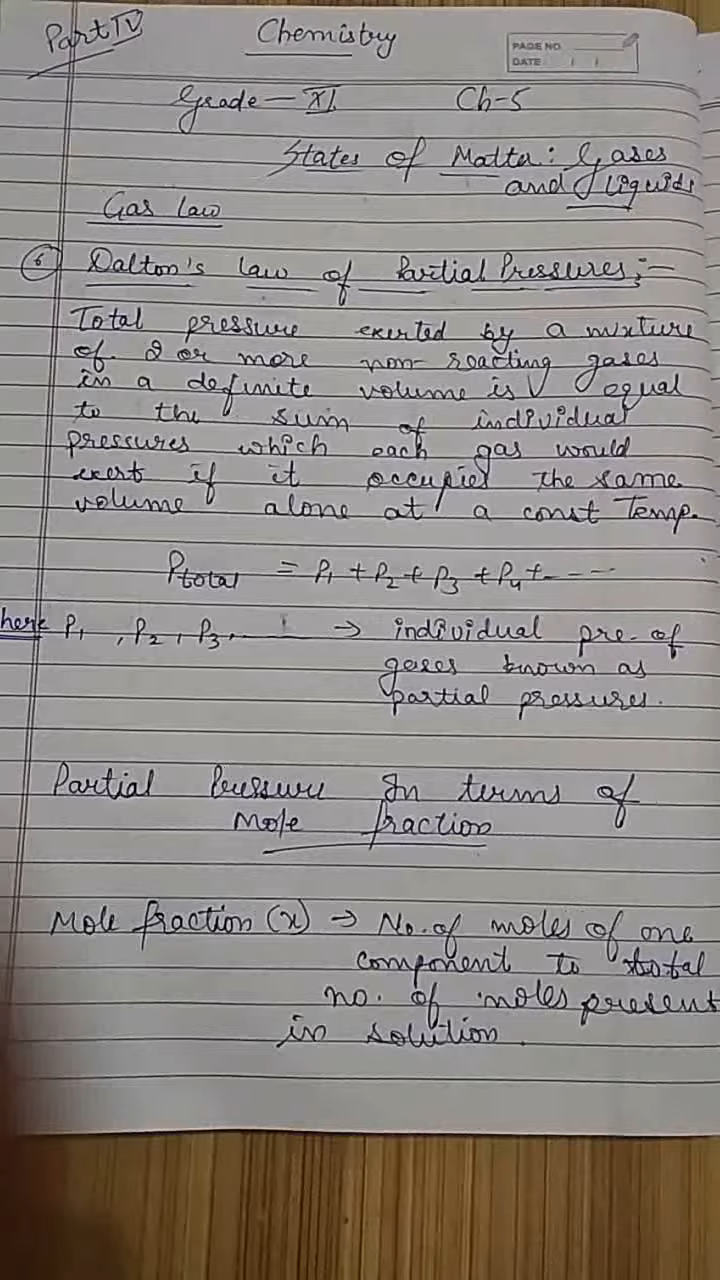 Part IV
Chemistry
PAGE NO.
DATE: / /
Grade - XI Ch-5
States of Matter: Gases
and Liquids
Gas law
6 Dalton's law of Partial Pressures:-
Total pressure exerted by a mixture
of 2 or more non-reacting gases
in a definite volume is equal
to the sum of individual
pressures which each gas would
exert if it occupies the same
volume alone at a const Temp.
Ptotal = P1 + P2 + P3 + P4 + ----
here P1, P2, P3, ---- → individual pre. of
gases known as
partial pressures.
Partial Pressure In terms of
Mole fraction
Mole fraction (x) → No. of moles of one
component to total
no. of moles present
in solution.